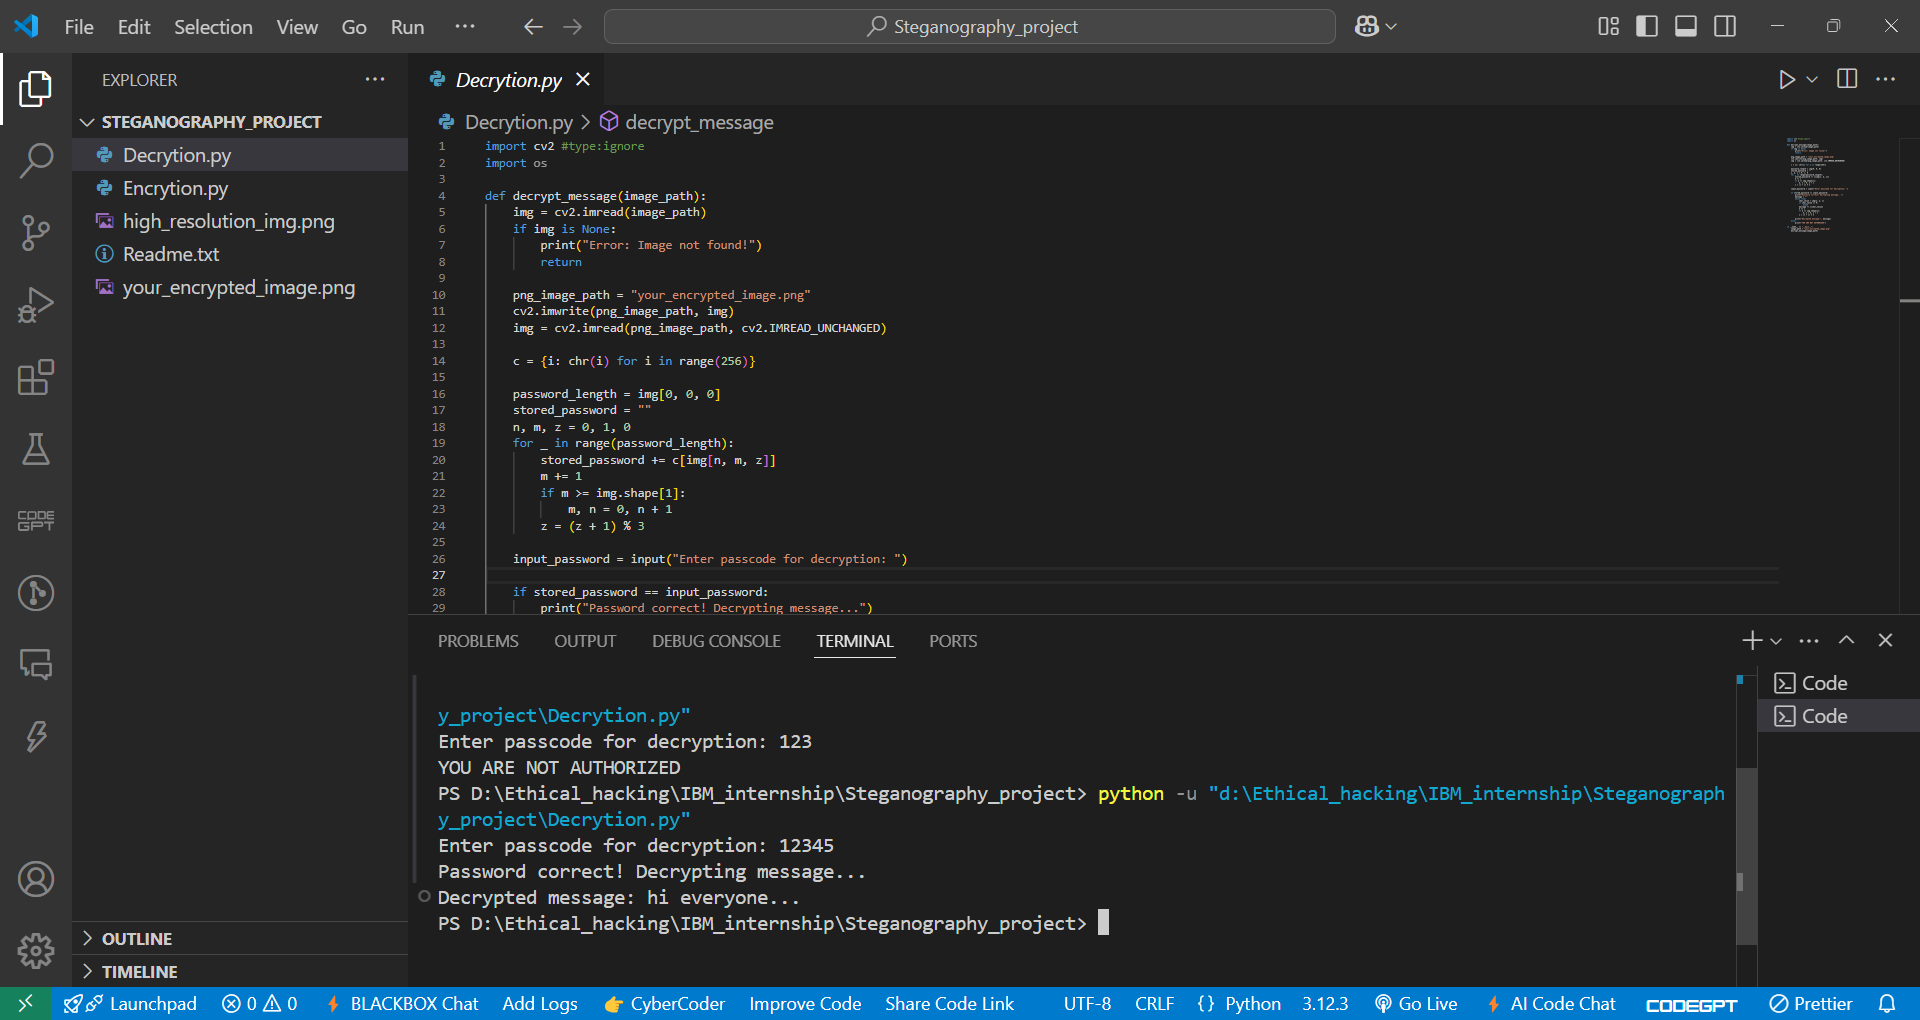 File Edit Selection View Go Run ···
Steganography_project
EXPLORER
STEGANOGRAPHY_PROJECT
Decrytion.py
Encrytion.py
high_resolution_img.png
Readme.txt
your_encrypted_image.png
OUTLINE
TIMELINE
CODE
GPT
Decrytion.py
Decrytion.py > decrypt_message
1 import cv2 #type:ignore
2 import os
3
4 def decrypt_message(image_path):
5 img = cv2.imread(image_path)
6 if img is None:
7 print("Error: Image not found!")
8 return
9
10 png_image_path = "your_encrypted_image.png"
11 cv2.imwrite(png_image_path, img)
12 img = cv2.imread(png_image_path, cv2.IMREAD_UNCHANGED)
13
14 c = {i: chr(i) for i in range(256)}
15
16 password_length = img[0, 0, 0]
17 stored_password = ""
18 n, m, z = 0, 1, 0
19 for _ in range(password_length):
20 stored_password += c[img[n, m, z]]
21 m += 1
22 if m >= img.shape[1]:
23 m, n = 0, n + 1
24 z = (z + 1) % 3
25
26 input_password = input("Enter passcode for decryption: ")
27
28 if stored_password == input_password:
29 print("Password correct! Decrypting message...")
PROBLEMS OUTPUT DEBUG CONSOLE TERMINAL PORTS
y_project\Decrytion.py"
Enter passcode for decryption: 123
YOU ARE NOT AUTHORIZED
PS D:\Ethical_hacking\IBM_internship\Steganography_project> python -u "d:\Ethical_hacking\IBM_internship\Steganograph
y_project\Decrytion.py"
Enter passcode for decryption: 12345
Password correct! Decrypting message...
Decrypted message: hi everyone...
PS D:\Ethical_hacking\IBM_internship\Steganography_project>
Code
Code
Launchpad 0 0 BLACKBOX Chat Add Logs CyberCoder Improve Code Share Code Link UTF-8 CRLF {} Python 3.12.3 Go Live AI Code Chat CODEGPT Prettier